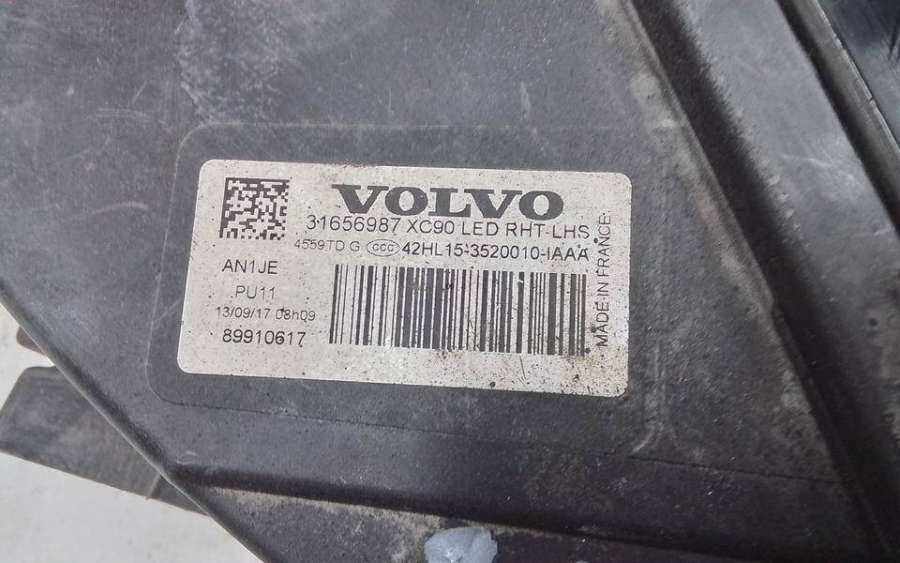 VOLVO
31656987 XC90 LED RHT LHS
4559TD G CCC 42HL15-3520010-IAAA
AN1JE
PU11
13/09/17 08h09
89910617
MADE IN FRANCE